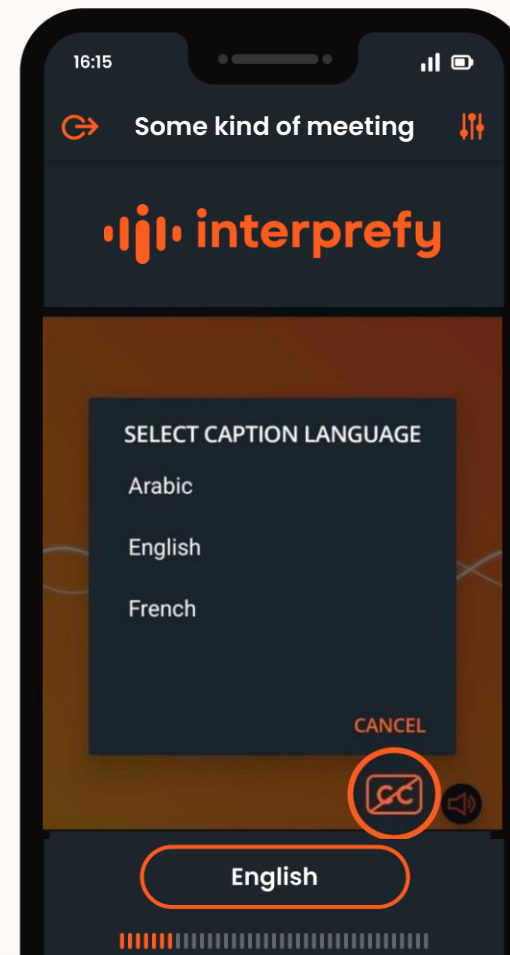 16:15
Some kind of meeting
interprefy
SELECT CAPTION LANGUAGE
Arabic
English
French
CANCEL
CC
English